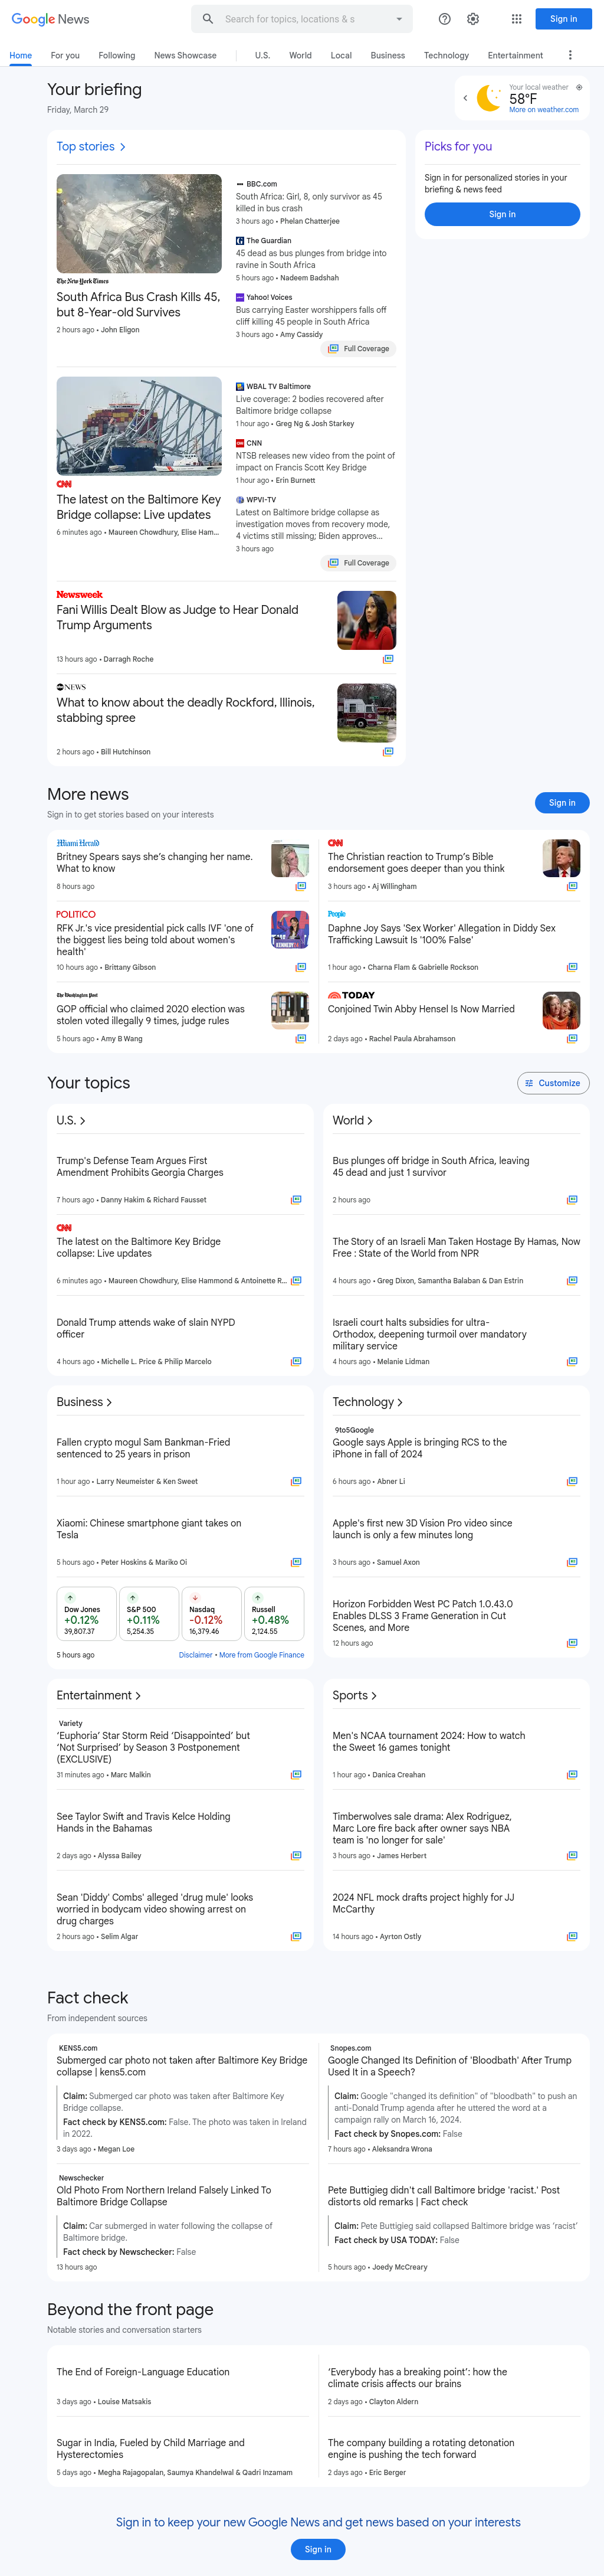 Google News
Search for topics, locations & s
Sign in
Home
For you
Following
News Showcase
U.S.
World
Local
Business
Technology
Entertainment
Your briefing
Friday, March 29
Your local weather
58°F
More on weather.com
Top stories
The New York Times
South Africa Bus Crash Kills 45,
but 8-Year-old Survives
2 hours ago • John Eligon
BBC.com
South Africa: Girl, 8, only survivor as 45
killed in bus crash
3 hours ago • Phelan Chatterjee
The Guardian
45 dead as bus plunges from bridge into
ravine in South Africa
5 hours ago • Nadeem Badshah
Yahoo! Voices
Bus carrying Easter worshippers falls off
cliff killing 45 people in South Africa
3 hours ago • Amy Cassidy
Full Coverage
CNN
The latest on the Baltimore Key
Bridge collapse: Live updates
6 minutes ago • Maureen Chowdhury, Elise Ham...
WBAL TV Baltimore
Live coverage: 2 bodies recovered after
Baltimore bridge collapse
1 hour ago • Greg Ng & Josh Starkey
CNN
NTSB releases new video from the point of
impact on Francis Scott Key Bridge
1 hour ago • Erin Burnett
WPVI-TV
Latest on Baltimore bridge collapse as
investigation moves from recovery mode,
4 victims still missing; Biden approves...
3 hours ago
Full Coverage
Newsweek
Fani Willis Dealt Blow as Judge to Hear Donald
Trump Arguments
13 hours ago • Darragh Roche
abc NEWS
What to know about the deadly Rockford, Illinois,
stabbing spree
2 hours ago • Bill Hutchinson
Picks for you
Sign in for personalized stories in your
briefing & news feed
Sign in
More news
Sign in to get stories based on your interests
Sign in
Miami Herald
Britney Spears says she's changing her name.
What to know
8 hours ago
POLITICO
RFK Jr.'s vice presidential pick calls IVF 'one of
the biggest lies being told about women's
health'
10 hours ago • Brittany Gibson
The Washington Post
GOP official who claimed 2020 election was
stolen voted illegally 9 times, judge rules
5 hours ago • Amy B Wang
CNN
The Christian reaction to Trump's Bible
endorsement goes deeper than you think
3 hours ago • Aj Willingham
People
Daphne Joy Says 'Sex Worker' Allegation in Diddy Sex
Trafficking Lawsuit Is '100% False'
1 hour ago • Charna Flam & Gabrielle Rockson
TODAY
Conjoined Twin Abby Hensel Is Now Married
2 days ago • Rachel Paula Abrahamson
Your topics
Customize
U.S.
Trump's Defense Team Argues First
Amendment Prohibits Georgia Charges
7 hours ago • Danny Hakim & Richard Fausset
CNN
The latest on the Baltimore Key Bridge
collapse: Live updates
6 minutes ago • Maureen Chowdhury, Elise Hammond & Antoinette R...
Donald Trump attends wake of slain NYPD
officer
4 hours ago • Michelle L. Price & Philip Marcelo
World
Bus plunges off bridge in South Africa, leaving
45 dead and just 1 survivor
2 hours ago
The Story of an Israeli Man Taken Hostage By Hamas, Now
Free : State of the World from NPR
4 hours ago • Greg Dixon, Samantha Balaban & Dan Estrin
Israeli court halts subsidies for ultra-
Orthodox, deepening turmoil over mandatory
military service
4 hours ago • Melanie Lidman
Business
Fallen crypto mogul Sam Bankman-Fried
sentenced to 25 years in prison
1 hour ago • Larry Neumeister & Ken Sweet
Xiaomi: Chinese smartphone giant takes on
Tesla
5 hours ago • Peter Hoskins & Mariko Oi
Dow Jones
+0.12%
39,807.37
S&P 500
+0.11%
5,254.35
Nasdaq
-0.12%
16,379.46
Russell
+0.48%
2,124.55
5 hours ago
Disclaimer • More from Google Finance
Technology
9to5Google
Google says Apple is bringing RCS to the
iPhone in fall of 2024
6 hours ago • Abner Li
Apple's first new 3D Vision Pro video since
launch is only a few minutes long
3 hours ago • Samuel Axon
Horizon Forbidden West PC Patch 1.0.43.0
Enables DLSS 3 Frame Generation in Cut
Scenes, and More
12 hours ago
Entertainment
Variety
'Euphoria' Star Storm Reid 'Disappointed' but
'Not Surprised' by Season 3 Postponement
(EXCLUSIVE)
31 minutes ago • Marc Malkin
See Taylor Swift and Travis Kelce Holding
Hands in the Bahamas
2 days ago • Alyssa Bailey
Sean 'Diddy' Combs' alleged 'drug mule' looks
worried in bodycam video showing arrest on
drug charges
2 hours ago • Selim Algar
Sports
Men's NCAA tournament 2024: How to watch
the Sweet 16 games tonight
1 hour ago • Danica Creahan
Timberwolves sale drama: Alex Rodriguez,
Marc Lore fire back after owner says NBA
team is 'no longer for sale'
3 hours ago • James Herbert
2024 NFL mock drafts project highly for JJ
McCarthy
14 hours ago • Ayrton Ostly
Fact check
From independent sources
KENS5.com
Submerged car photo not taken after Baltimore Key Bridge
collapse | kens5.com
Claim: Submerged car photo was taken after Baltimore Key
Bridge collapse.
Fact check by KENS5.com: False. The photo was taken in Ireland
in 2022.
3 days ago • Megan Loe
Newschecker
Old Photo From Northern Ireland Falsely Linked To
Baltimore Bridge Collapse
Claim: Car submerged in water following the collapse of
Baltimore bridge.
Fact check by Newschecker: False
13 hours ago
Snopes.com
Google Changed Its Definition of 'Bloodbath' After Trump
Used It in a Speech?
Claim: Google "changed its definition" of "bloodbath" to push an
anti-Donald Trump agenda after he uttered the word at a
campaign rally on March 16, 2024.
Fact check by Snopes.com: False
7 hours ago • Aleksandra Wrona
Pete Buttigieg didn't call Baltimore bridge 'racist.' Post
distorts old remarks | Fact check
Claim: Pete Buttigieg said collapsed Baltimore bridge was 'racist'
Fact check by USA TODAY: False
5 hours ago • Joedy McCreary
Beyond the front page
Notable stories and conversation starters
The End of Foreign-Language Education
3 days ago • Louise Matsakis
Sugar in India, Fueled by Child Marriage and
Hysterectomies
5 days ago • Megha Rajagopalan, Saumya Khandelwal & Qadri Inzamam
'Everybody has a breaking point': how the
climate crisis affects our brains
2 days ago • Clayton Aldern
The company building a rotating detonation
engine is pushing the tech forward
2 days ago • Eric Berger
Sign in to keep your new Google News and get news based on your interests
Sign in